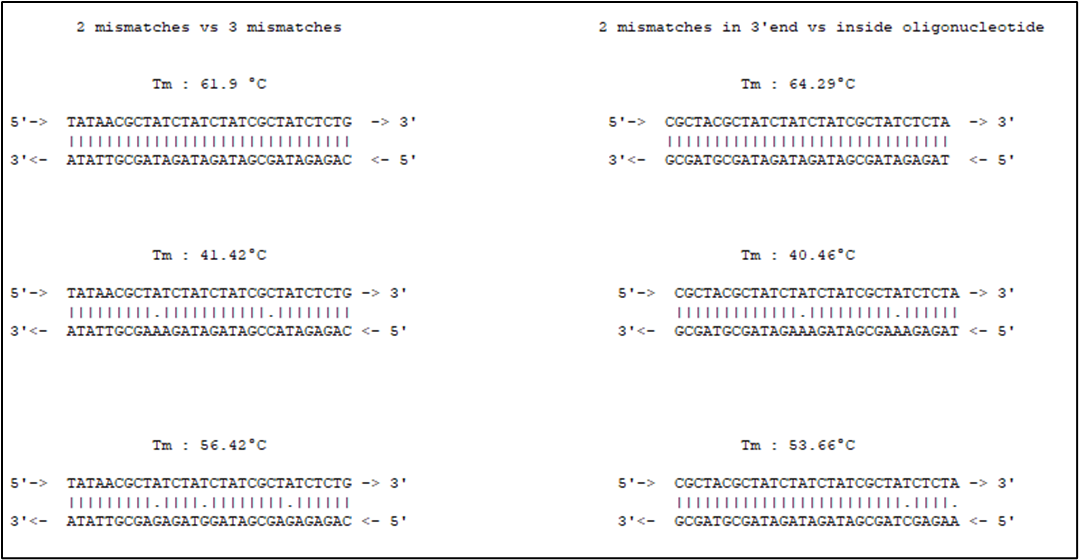 2 mismatches vs 3 mismatches
Tm : 61.9 °C
5'-> TATAACGCTATCTATCTATCGCTATCTCTG -> 3'
||||||||||||||||||||||||||||||
3'<- ATATTGCGATAGATAGATAGCGATAGAGAC <- 5'
Tm : 41.42°C
5'-> TATAACGCTATCTATCTATCGCTATCTCTG -> 3'
|||||||||.|||||||||||.||||||||
3'<- ATATTGCGAAAGATAGATAGCCATAGAGAC <- 5'
Tm : 56.42°C
5'-> TATAACGCTATCTATCTATCGCTATCTCTG -> 3'
|||||||||.||||.||||||||.||||||
3'<- ATATTGCGAGAGATGGATAGCGAGAGAGAC <- 5'
2 mismatches in 3'end vs inside oligonucleotide
Tm : 64.29°C
5'-> CGCTACGCTATCTATCTATCGCTATCTCTA -> 3'
||||||||||||||||||||||||||||||
3'<- GCGATGCGATAGATAGATAGCGATAGAGAT <- 5'
Tm : 40.46°C
5'-> CGCTACGCTATCTATCTATCGCTATCTCTA -> 3'
|||||||||||||.|||||||||.||||||
3'<- GCGATGCGATAGAAAGATAGCGAAAGAGAT <- 5'
Tm : 53.66°C
5'-> CGCTACGCTATCTATCTATCGCTATCTCTA -> 3'
||||||||||||||||||||||||.||||.
3'<- GCGATGCGATAGATAGATAGCGATCGAGAA <- 5'